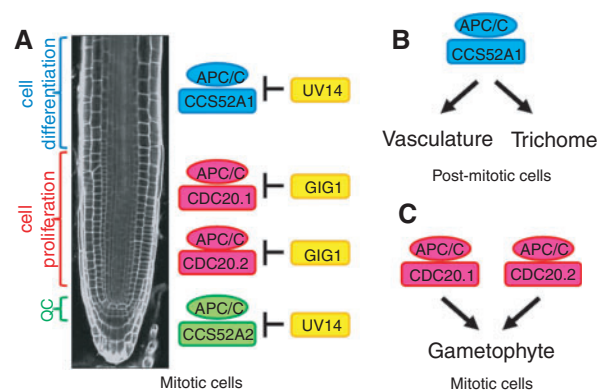 A
cell
differentiation
cell
proliferation
QC
APC/C
CCS52A1
UV14
APC/C
CDC20.1
GIG1
APC/C
CDC20.2
GIG1
APC/C
CCS52A2
UV14
Mitotic cells
B
APC/C
CCS52A1
Vasculature Trichome
Post-mitotic cells
C
APC/C APC/C
CDC20.1 CDC20.2
Gametophyte
Mitotic cells